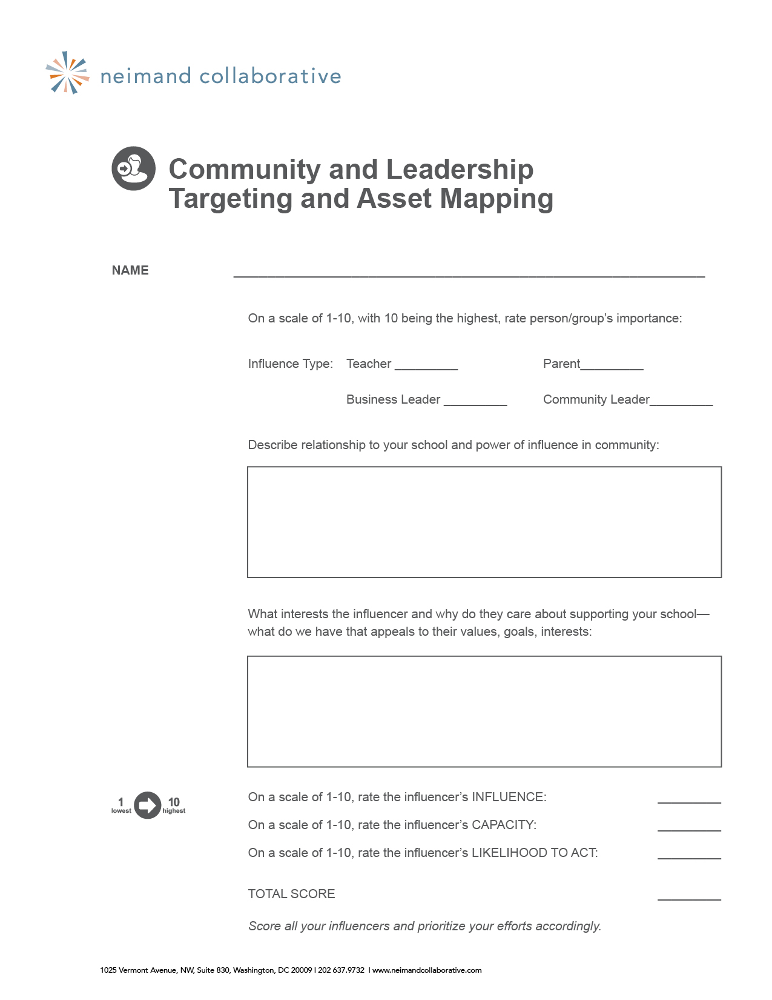 neimand collaborative
Community and Leadership
Targeting and Asset Mapping
NAME
On a scale of 1-10, with 10 being the highest, rate person/group’s importance:
Influence Type: Teacher _________ Parent_________
Business Leader _________ Community Leader_________
Describe relationship to your school and power of influence in community:
What interests the influencer and why do they care about supporting your school—
what do we have that appeals to their values, goals, interests:
1 10
lowest highest
On a scale of 1-10, rate the influencer’s INFLUENCE: _________
On a scale of 1-10, rate the influencer’s CAPACITY: _________
On a scale of 1-10, rate the influencer’s LIKELIHOOD TO ACT: _________
TOTAL SCORE _________
Score all your influencers and prioritize your efforts accordingly.
1025 Vermont Avenue, NW, Suite 830, Washington, DC 20009 | 202 637.9732 | www.neimandcollaborative.com